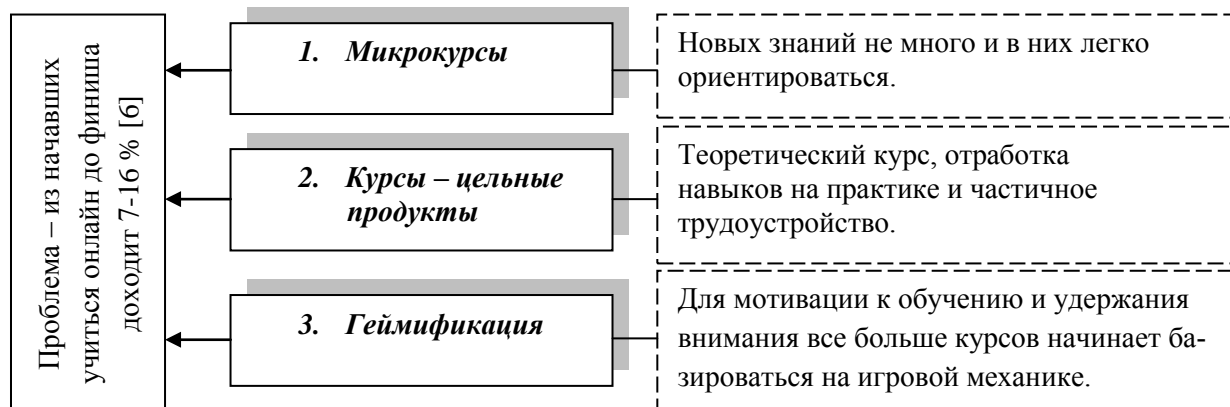 Проблема – из начавших
учиться онлайн до финиша
доходит 7-16 % [6]
1. Микрокурсы
Новых знаний не много и в них легко
ориентироваться.
2. Курсы – цельные
продукты
Теоретический курс, отработка
навыков на практике и частичное
трудоустройство.
3. Геймификация
Для мотивации к обучению и удержания
внимания все больше курсов начинает ба-
зироваться на игровой механике.